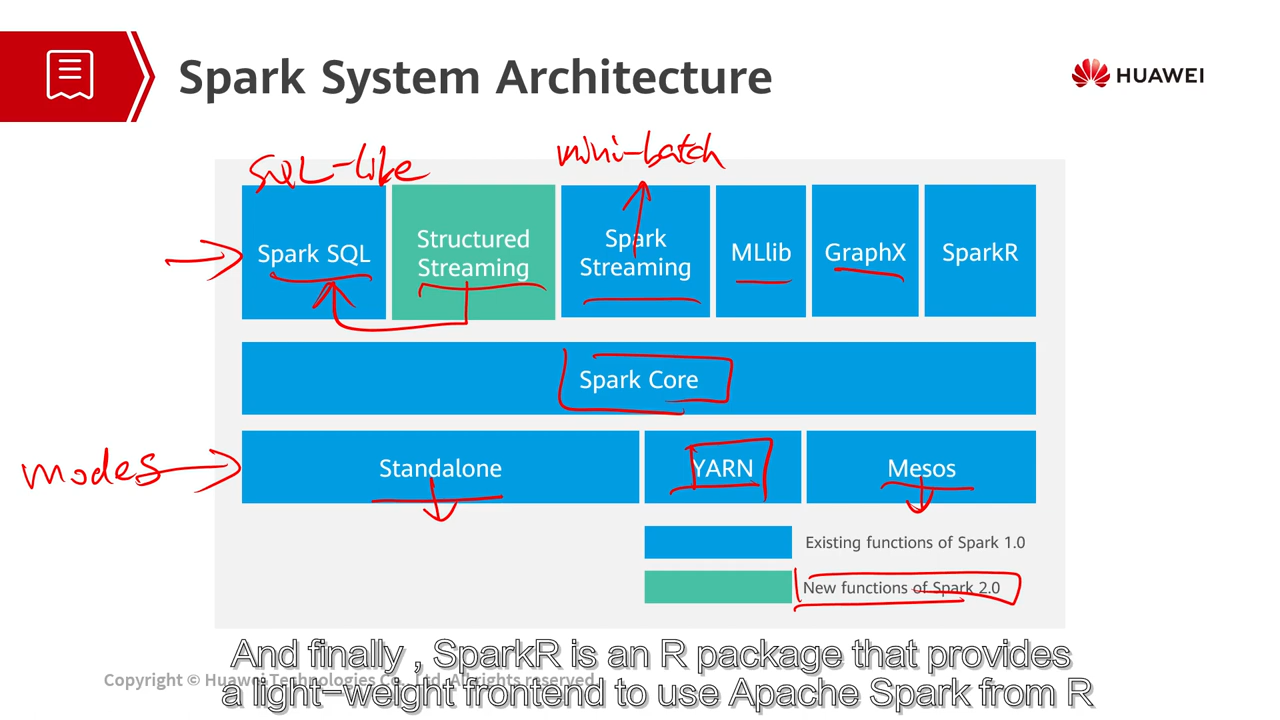 Spark System Architecture
HUAWEI
SQL-like
mini-batch
Spark SQL
Structured
Streaming
Spark
Streaming
MLlib
GraphX
SparkR
Spark Core
modes
Standalone
YARN
Mesos
Existing functions of Spark 1.0
New functions of Spark 2.0
And finally , SparkR is an R package that provides
a light-weight frontend to use Apache Spark from R
Copyright © Huawei Technologies Co., Ltd. All rights reserved.